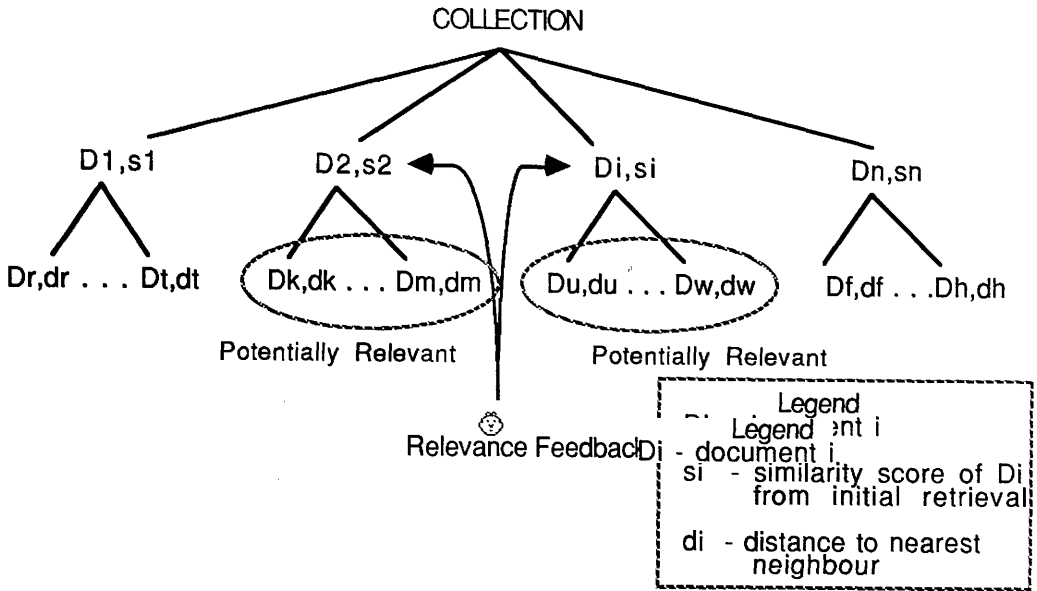 COLLECTION
D1,s1 D2,s2 Di,si Dn,sn
Dr,dr . . . Dt,dt Dk,dk . . . Dm,dm Du,du . . . Dw,dw Df,df . . .Dh,dh
Potentially Relevant Potentially Relevant
Legend
i
Legend
Relevance Feedback
Di - document i
si - similarity score of Di
from initial retrieval
di - distance to nearest
neighbour